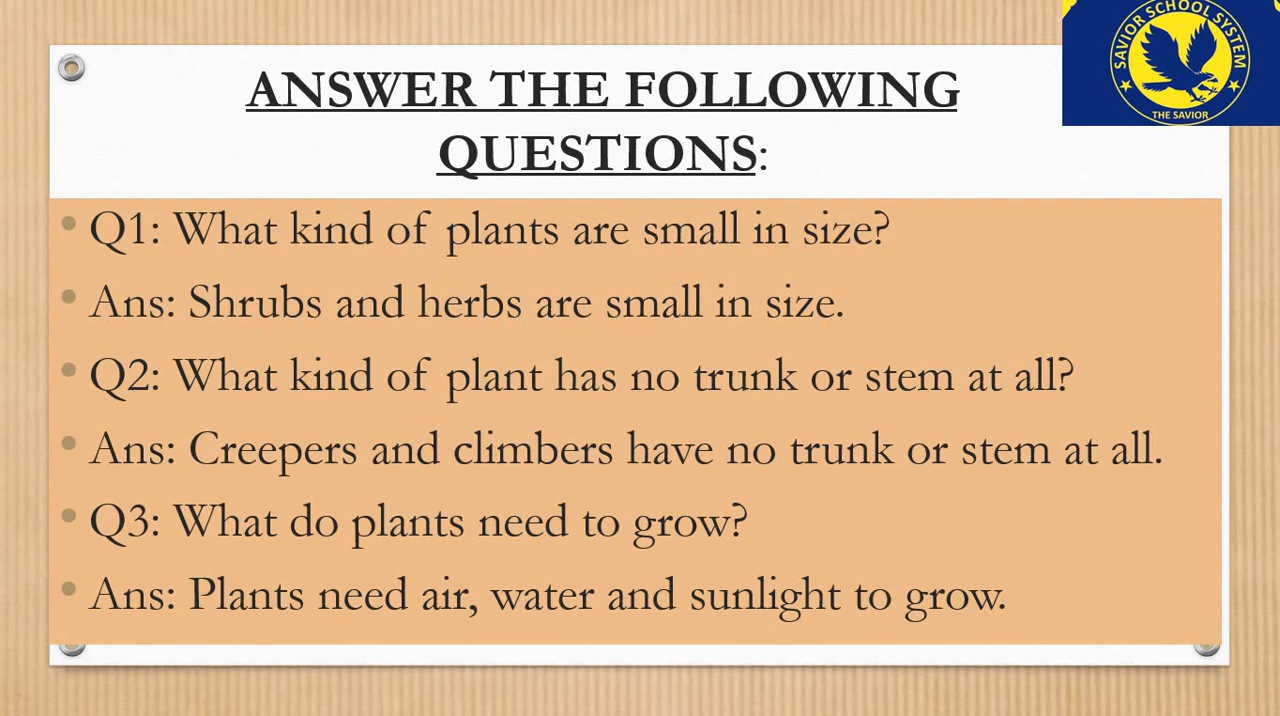 SAVIOR SCHOOL SYSTEM
THE SAVIOR
ANSWER THE FOLLOWING
QUESTIONS:
• Q1: What kind of plants are small in size?
• Ans: Shrubs and herbs are small in size.
• Q2: What kind of plant has no trunk or stem at all?
• Ans: Creepers and climbers have no trunk or stem at all.
• Q3: What do plants need to grow?
• Ans: Plants need air, water and sunlight to grow.